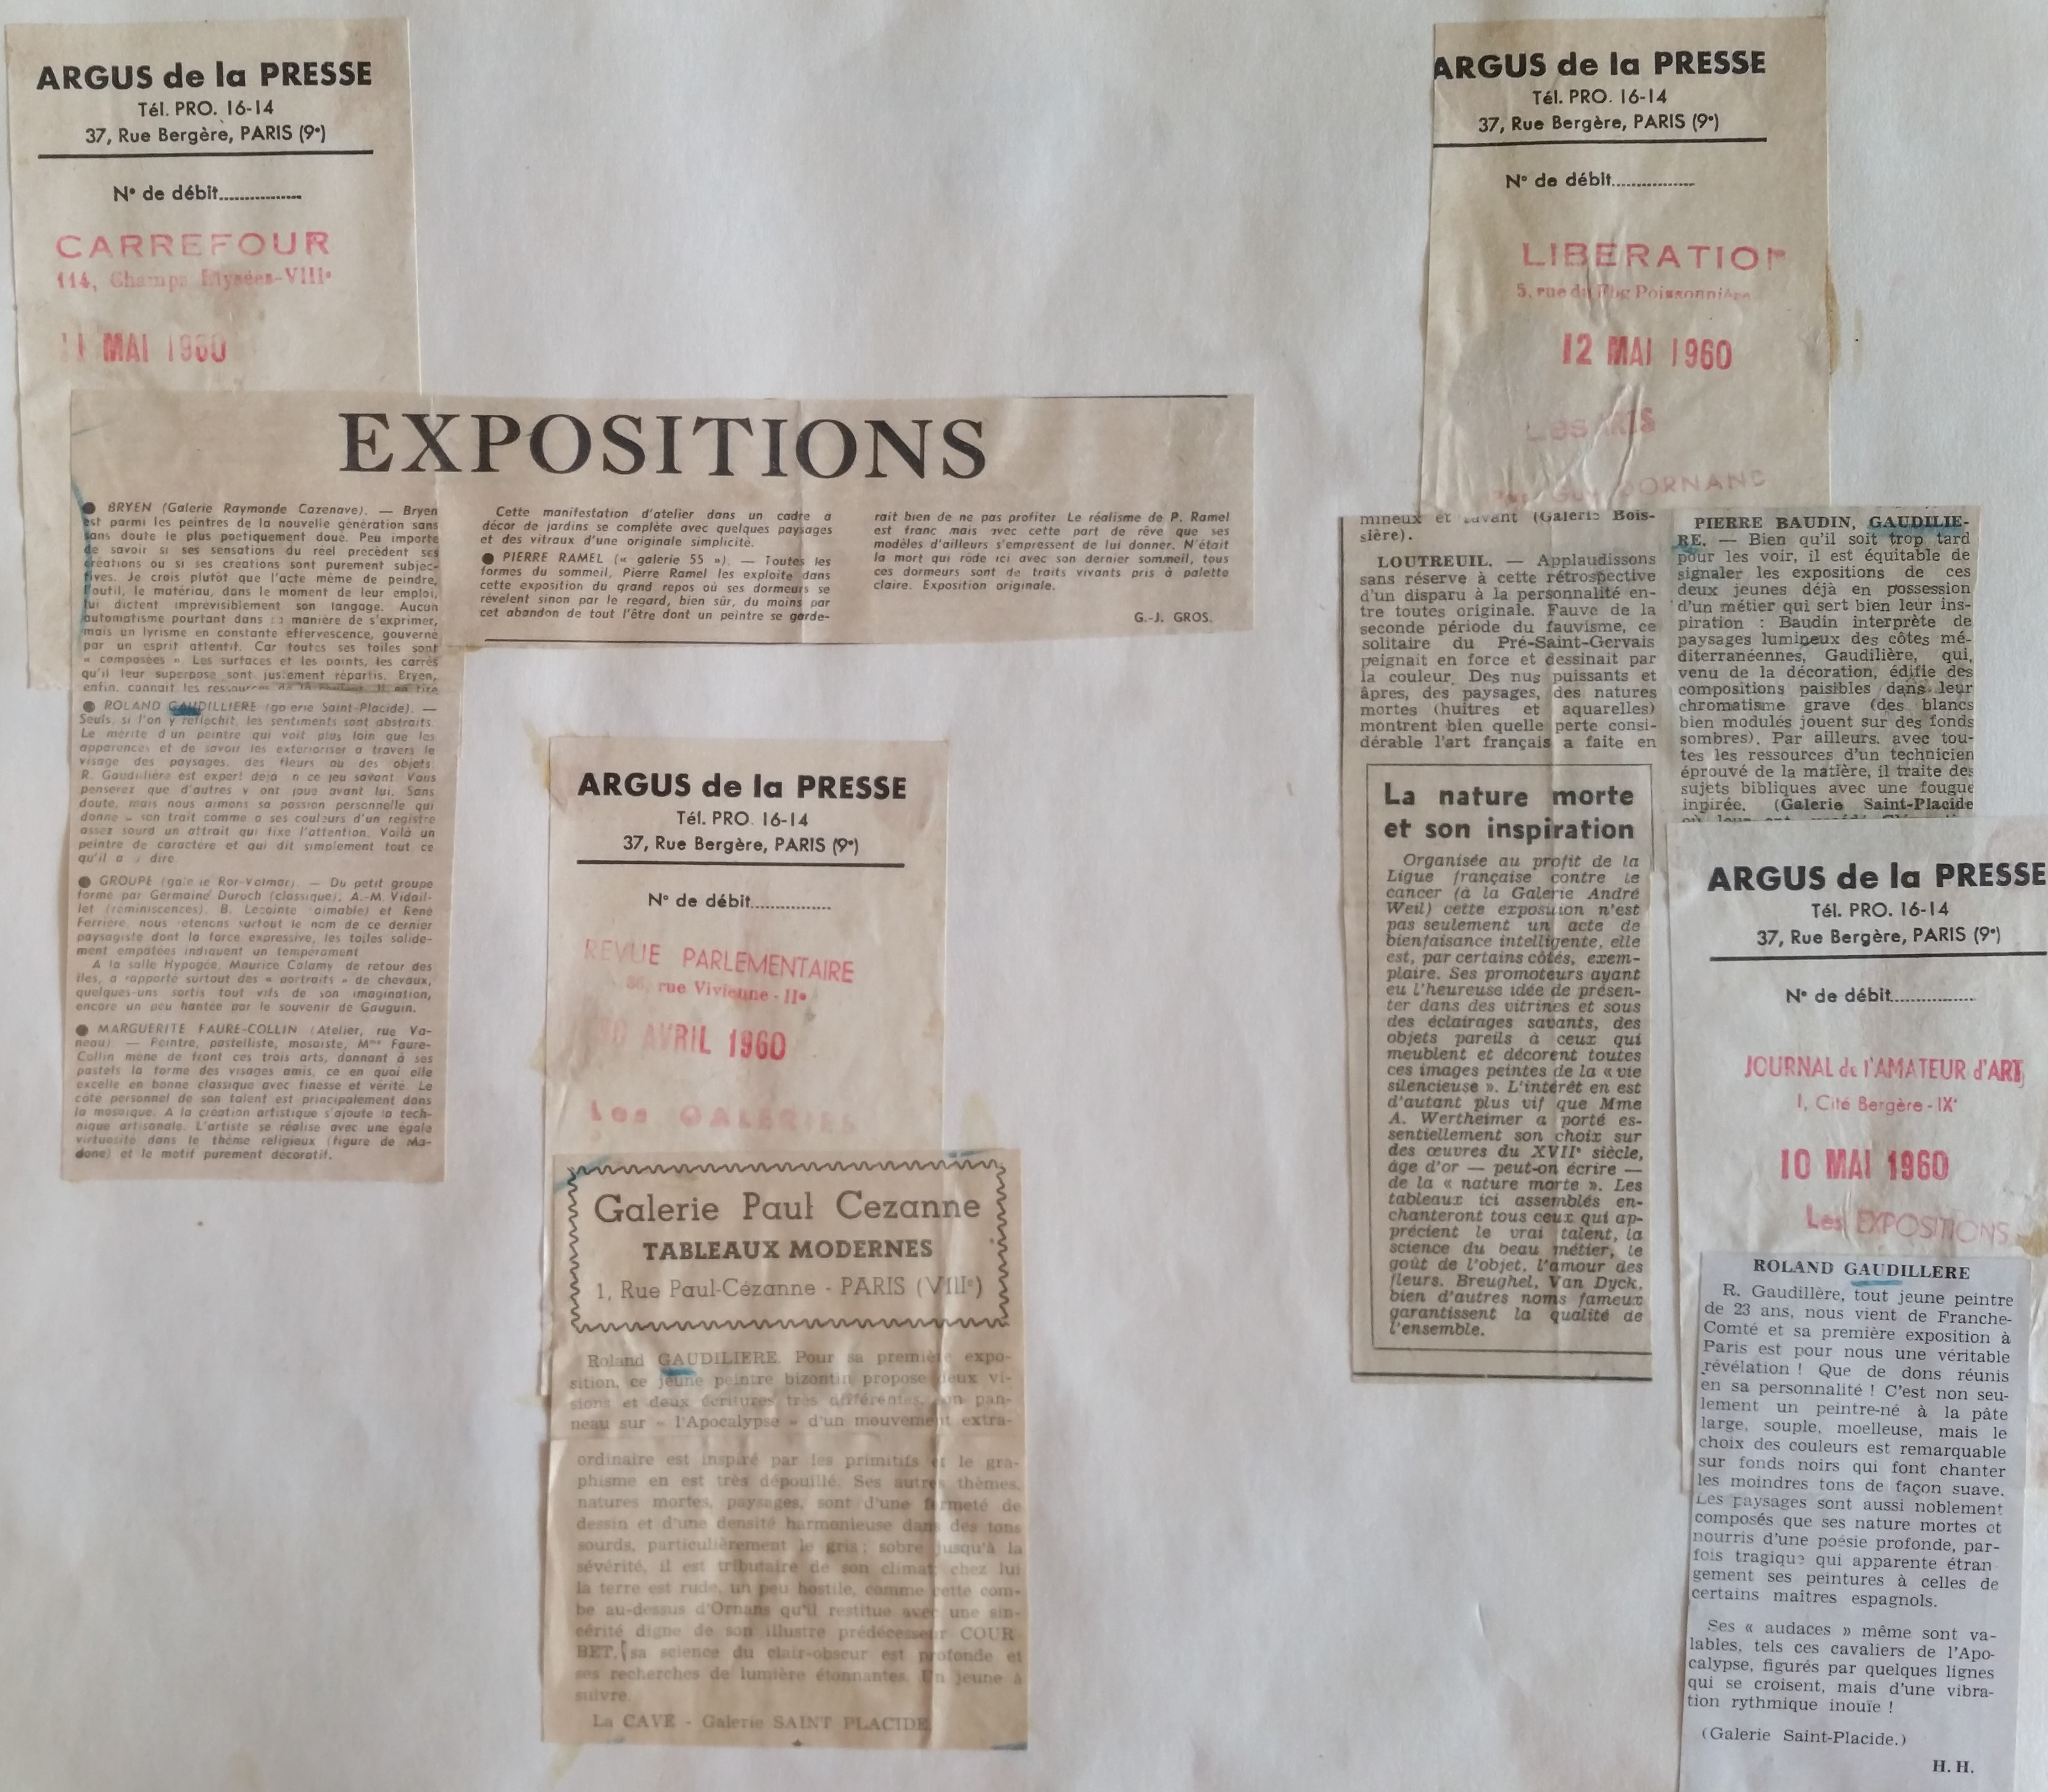 ARGUS de la PRESSE
Tél. PRO. 16-14
37, Rue Bergère, PARIS (9e)
N° de débit................
CARREFOUR
114, Champs Elysées-VIIIe
11 MAI 1960
EXPOSITIONS
● BRYEN (Galerie Raymonde Cazenave). — Bryen
est parmi les peintres de la nouvelle génération sans
sans doute le plus poetiquement doué. Peu importe
de savoir si ses sensations du reel precèdent ses
créations ou si ses creations sont purement subjec-
tives. Je crois plutôt que l'acte même de peindre,
l'outil, le matériau, dans le moment de leur emploi,
lui dictent imprévisiblement son langage. Aucun
automatisme pourtant dans sa manière de s'exprimer,
mais un lyrisme en constante effervescence, gouverné
par un esprit attentif. Car toutes ses toiles sont
« composées » Les surfaces et les points, les carrés
qu'il leur superpose sont justement répartis. Bryen,
enfin, connait les ressources de la couleur. Il en tire
● ROLAND GAUDILLIERE (galerie Saint-Placide). —
Seuls, si l'on y réfléchit, les sentiments sont abstraits.
Le mérite d'un peintre qui voit plus loin que les
apparences et de savoir les exterioriser a travers le
visage des paysages, des fleurs ou des objets
R. Gaudilière est expert déjà en ce jeu savant Vous
penserez que d'autres y ont joué avant lui. Sans
doute, mais nous aimons sa passion personnelle qui
donne a son trait comme a ses couleurs d'un registre
assez sourd un attrait qui fixe l'attention. Voilà un
peintre de caractère et qui dit simplement tout ce
qu'il a à dire
● GROUPE (galerie Ror-Volmar). — Du petit groupe
formé par Germaine Duroch (classique), A.-M. Vidail-
let (réminiscences), B. Lecointe (aimable) et René
Ferrière, nous retenons surtout le nom de ce dernier
paysagiste dont la force expressive, les toiles solide-
ment empâtées indiquent un tempérament
A la salle Hypogée, Maurice Calamy de retour des
îles, a rapporté surtout des « portraits » de chevaux,
quelques-uns sortis tout vifs de son imagination,
encore un peu hantée par le souvenir de Gauguin.
● MARGUERITE FAURE-COLLIN (Atelier, rue Va-
neau) — Peintre, pastelliste, mosaïste, Mme Faure-
Collin mène de front ces trois arts, donnant à ses
pastels la forme des visages amis, ce en quoi elle
excelle en bonne classique avec finesse et vérité. Le
côté personnel de son talent est principalement dans
la mosaïque. A la création artistique s'ajoute la tech-
nique artisanale. L'artiste se réalise avec une égale
virtuosité dans le thème religieux (figure de Ma-
done) et le motif purement décoratif.
Cette manifestation d'atelier dans un cadre a
décor de jardins se complète avec quelques paysages
et des vitraux d'une originale simplicité.
● PIERRE RAMEL (« galerie 55 »). — Toutes les
formes du sommeil, Pierre Ramel les exploite dans
cette exposition du grand repos où ses dormeurs se
révèlent sinon par le regard, bien sûr, du moins par
cet abandon de tout l'être dont un peintre se garde-
rait bien de ne pas profiter Le réalisme de P. Ramel
est franc mais avec cette part de rêve que ses
modèles d'ailleurs s'empressent de lui donner. N'était
la mort qui rôde ici avec son dernier sommeil, tous
ces dormeurs sont de traits vivants pris à palette
claire. Exposition originale.
G.-J. GROS.
ARGUS de la PRESSE
Tél. PRO. 16-14
37, Rue Bergère, PARIS (9e)
N° de débit................
REVUE PARLEMENTAIRE
rue Vivienne - IIe
30 AVRIL 1960
Les GALERIES
Galerie Paul Cezanne
TABLEAUX MODERNES
1, Rue Paul-Cézanne - PARIS (VIIIe)
Roland GAUDILIERE. Pour sa première expo-
sition, ce jeune peintre bizontin propose deux vi-
sions et deux écritures très différentes, son pan-
neau sur « l'Apocalypse » d'un mouvement extra-
ordinaire est inspiré par les primitifs et le gra-
phisme en est très dépouillé. Ses autres thèmes,
natures mortes, paysages, sont d'une fermeté de
dessin et d'une densité harmonieuse dans des tons
sourds, particulièrement le gris ; sobre jusqu'à la
sévérité, il est tributaire de son climat; chez lui
la terre est rude, un peu hostile, comme cette com-
be au-dessus d'Ornans qu'il restitue avec une sin-
cérité digne de son illustre prédécesseur COUR
BET, sa science du clair-obscur est profonde et
ses recherches de lumière étonnantes. Un jeune à
suivre.
La CAVE - Galerie SAINT PLACIDE
ARGUS de la PRESSE
Tél. PRO. 16-14
37, Rue Bergère, PARIS (9e)
N° de débit................
LIBERATION
5, rue du Fbg Poissonnière
12 MAI 1960
Les ARTS
Par Guy DORNAND
mineux et savant (Galerie Bois-
sière).
LOUTREUIL. — Applaudissons
sans réserve à cette rétrospective
d'un disparu à la personnalité en-
tre toutes originale. Fauve de la
seconde période du fauvisme, ce
solitaire du Pré-Saint-Gervais
peignait en force et dessinait par
la couleur. Des nus puissants et
âpres, des paysages, des natures
mortes (huîtres et aquarelles)
montrent bien quelle perte consi-
dérable l'art français a faite en
La nature morte
et son inspiration
Organisée au profit de la
Ligue française contre le
cancer (à la Galerie André
Weil) cette exposition n'est
pas seulement un acte de
bienfaisance intelligente, elle
est, par certains côtés, exem-
plaire. Ses promoteurs ayant
eu l'heureuse idée de présen-
ter dans des vitrines et sous
des éclairages savants, des
objets pareils à ceux qui
meublent et décorent toutes
ces images peintes de la « vie
silencieuse ». L'intérêt en est
d'autant plus vif que Mme
A. Wertheimer a porté es-
sentiellement son choix sur
des œuvres du XVIIe siècle,
âge d'or — peut-on écrire —
de la « nature morte ». Les
tableaux ici assemblés en-
chanteront tous ceux qui ap-
précient le vrai talent, la
science du beau métier, le
goût de l'objet, l'amour des
fleurs. Breughel, Van Dyck,
bien d'autres noms fameux
garantissent la qualité de
l'ensemble.
PIERRE BAUDIN, GAUDILIE-
RE. — Bien qu'il soit trop tard
pour les voir, il est équitable de
signaler les expositions de ces
deux jeunes déjà en possession
d'un métier qui sert bien leur ins-
piration : Baudin interprète de
paysages lumineux des côtes mé-
diterranéennes, Gaudilière, qui,
venu de la décoration, édifie des
compositions paisibles dans leur
chromatisme grave (des blancs
bien modulés jouent sur des fonds
sombres). Par ailleurs, avec tou-
tes les ressources d'un technicien
éprouvé de la matière, il traite des
sujets bibliques avec une fougue
inpirée. (Galerie Saint-Placide
ARGUS de la PRESSE
Tél. PRO. 16-14
37, Rue Bergère, PARIS (9e)
N° de débit................
JOURNAL de l'AMATEUR d'ART
1, Cité Bergère - IXe
10 MAI 1960
Les EXPOSITIONS
ROLAND GAUDILLERE
R. Gaudillère, tout jeune peintre
de 23 ans, nous vient de Franche-
Comté et sa première exposition à
Paris est pour nous une véritable
révélation ! Que de dons réunis
en sa personnalité ! C'est non seu-
lement un peintre-né à la pâte
large, souple, moelleuse, mais le
choix des couleurs est remarquable
sur fonds noirs qui font chanter
les moindres tons de façon suave.
Les paysages sont aussi noblement
composés que ses nature mortes et
nourris d'une poésie profonde, par-
fois tragique qui apparente étran-
gement ses peintures à celles de
certains maîtres espagnols.
Ses « audaces » même sont va-
lables, tels ces cavaliers de l'Apo-
calypse, figurés par quelques lignes
qui se croisent, mais d'une vibra-
tion rythmique inouïe !
(Galerie Saint-Placide.)
H. H.